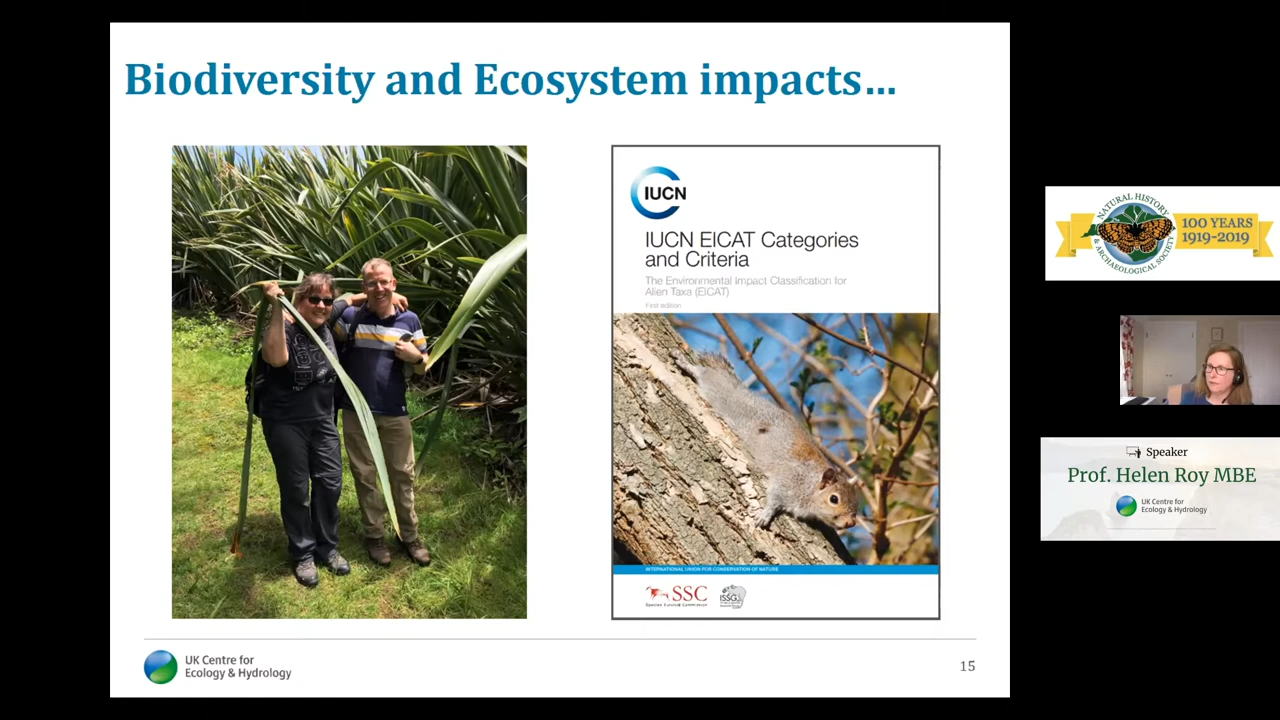 Biodiversity and Ecosystem impacts...
IUCN
IUCN EICAT Categories
and Criteria
The Environmental Impact Classification for
Alien Taxa (EICAT)
First edition
INTERNATIONAL UNION FOR CONSERVATION OF NATURE
SSC
Species Survival Commission
ISSG
UK Centre for
Ecology & Hydrology
15
NATURAL HISTORY
& ARCHAEOLOGICAL SOCIETY
100 YEARS
1919-2019
Speaker
Prof. Helen Roy MBE
UK Centre for
Ecology & Hydrology